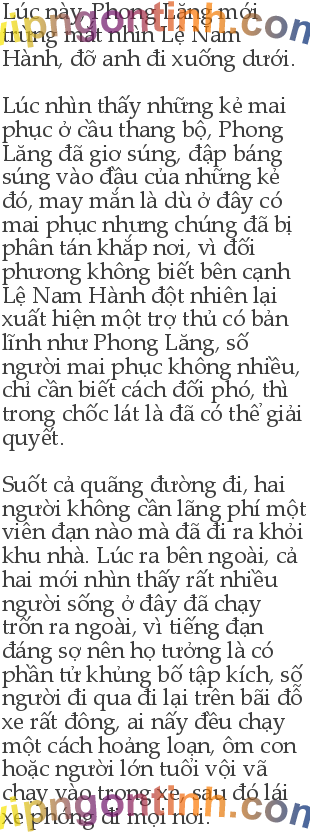 vipngontinh.com
Lúc này, Phong Lăng mới
trừng mắt nhìn Lệ Nam
Hành, đỡ anh đi xuống dưới.
Lúc nhìn thấy những kẻ mai
phục ở cầu thang bộ, Phong
Lăng đã giơ súng, đập báng
súng vào đầu của những kẻ
đó, may mắn là dù ở đây có
mai phục nhưng chúng đã bị
phân tán khắp nơi, vì đối
phương không biết bên cạnh
Lệ Nam Hành đột nhiên lại
xuất hiện một trợ thủ có bản
lĩnh như Phong Lăng, số
người mai phục không nhiều,
chỉ cần biết cách đối phó, thì
trong chốc lát là đã có thể giải
quyết.
Suốt cả quãng đường đi, hai
người không cần lãng phí một
viên đạn nào mà đã đi ra khỏi
khu nhà. Lúc ra bên ngoài, cả
hai mới nhìn thấy rất nhiều
người sống ở đây đã chạy
trốn ra ngoài, vì tiếng đạn
đáng sợ nên họ tưởng là có
phần tử khủng bố tập kích, số
người đi qua đi lại trên bãi đỗ
xe rất đông, ai nấy đều chạy
một cách hoảng loạn, ôm con
hoặc người lớn tuổi vội vã
chạy vào trong xe, sau đó lái
xe phóng đi mọi nơi.
vipngontinh.com